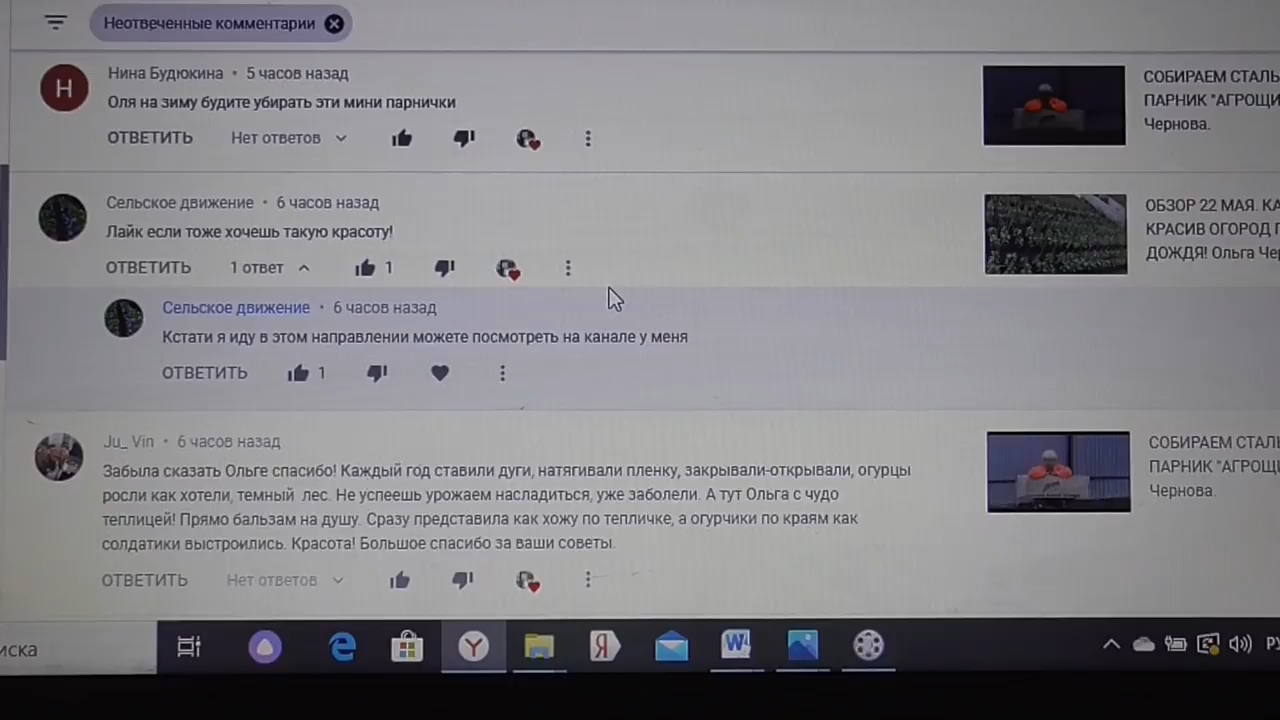 Неотвеченные комментарии
Нина Будюкина • 5 часов назад
Оля на зиму будите убирать эти мини парнички
ОТВЕТИТЬ Нет ответов
СОБИРАЕМ СТАЛЬ
ПАРНИК "АГРОЩИ
Чернова.
Сельское движение • 6 часов назад
Лайк если тоже хочешь такую красоту!
ОТВЕТИТЬ 1 ответ 1
ОБЗОР 22 МАЯ. КА
КРАСИВ ОГОРОД П
ДОЖДЯ! Ольга Че
Сельское движение • 6 часов назад
Кстати я иду в этом направлении можете посмотреть на канале у меня
ОТВЕТИТЬ 1
Ju_ Vin • 6 часов назад
Забыла сказать Ольге спасибо! Каждый год ставили дуги, натягивали пленку, закрывали-открывали, огурцы
росли как хотели, темный лес. Не успеешь урожаем насладиться, уже заболели. А тут Ольга с чудо
теплицей! Прямо бальзам на душу. Сразу представила как хожу по тепличке, а огурчики по краям как
солдатики выстроились. Красота! Большое спасибо за ваши советы.
ОТВЕТИТЬ Нет ответов
СОБИРАЕМ СТАЛЬ
ПАРНИК "АГРОЩИ
Чернова.
иска
РУ